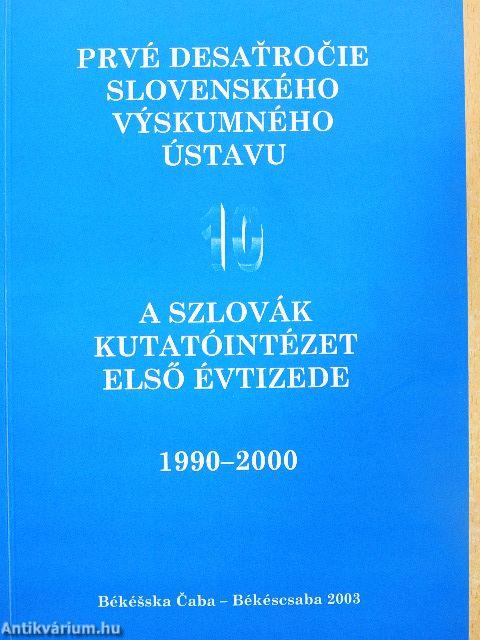 PRVÉ DESAŤROČIE
SLOVENSKÉHO
VÝSKUMNÉHO
ÚSTAVU
10
A SZLOVÁK
KUTATÓINTÉZET
ELSŐ ÉVTIZEDE
1990–2000
Békéšska Čaba – Békéscsaba 2003
Antikvárium.hu